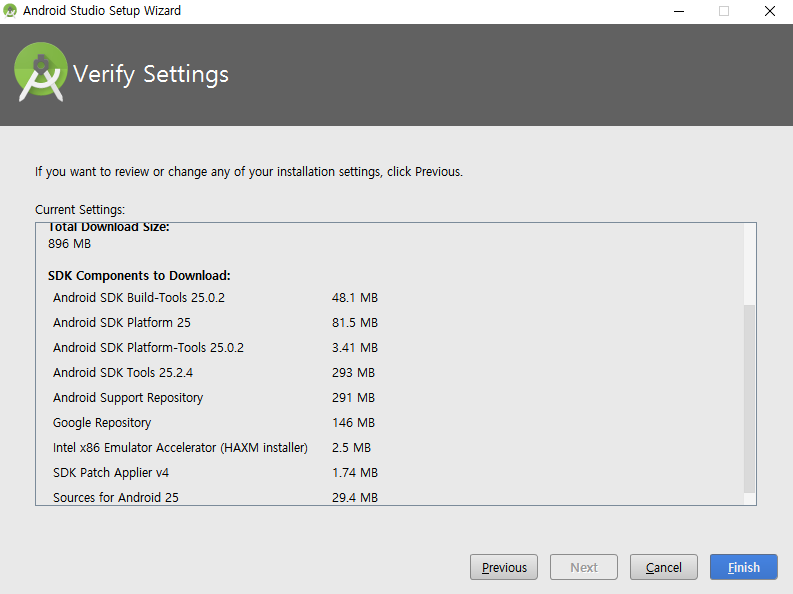 Android Studio Setup Wizard
Verify Settings
If you want to review or change any of your installation settings, click Previous.
Current Settings:
Total Download Size:
896 MB
SDK Components to Download:
Android SDK Build-Tools 25.0.2 48.1 MB
Android SDK Platform 25 81.5 MB
Android SDK Platform-Tools 25.0.2 3.41 MB
Android SDK Tools 25.2.4 293 MB
Android Support Repository 291 MB
Google Repository 146 MB
Intel x86 Emulator Accelerator (HAXM installer) 2.5 MB
SDK Patch Applier v4 1.74 MB
Sources for Android 25 29.4 MB
Previous Next Cancel Finish